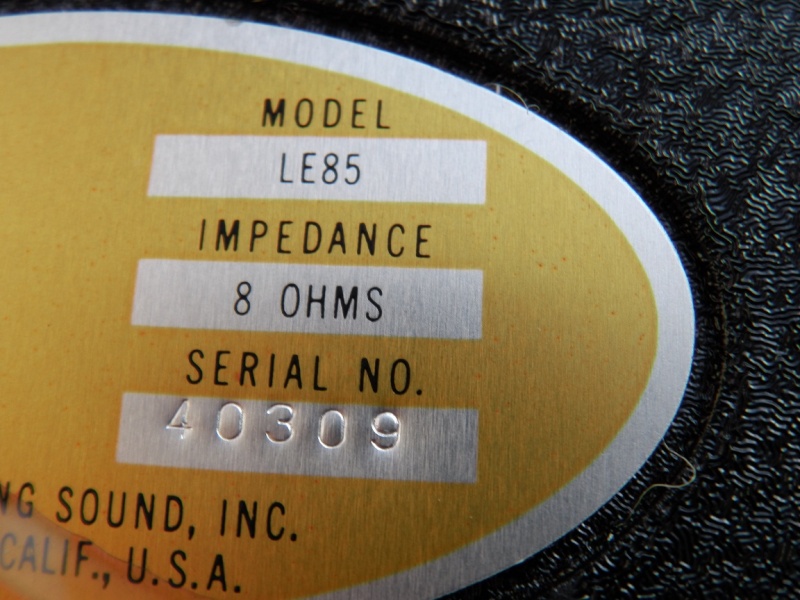 MODEL
LE85
IMPEDANCE
8 OHMS
SERIAL NO.
40309
NG SOUND, INC.
CALIF., U.S.A.